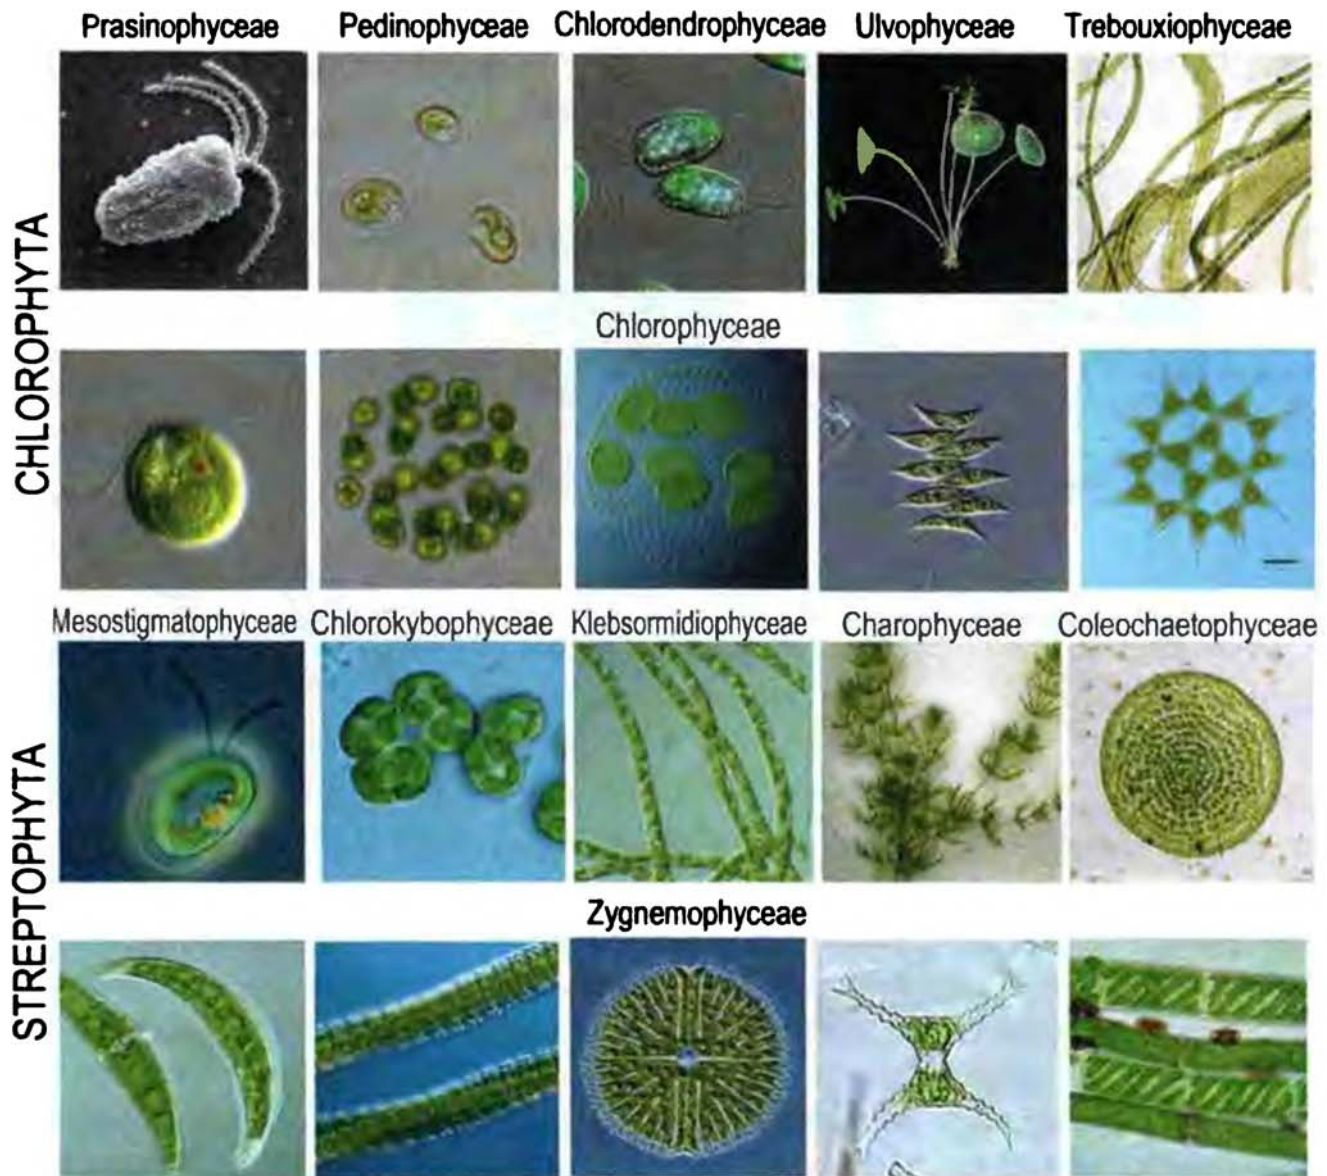 Prasinophyceae Pedinophyceae Chlorodendrophyceae Ulvophyceae Trebouxiophyceae
CHLOROPHYTA
Chlorophyceae
Mesostigmatophyceae Chlorokybophyceae Klebsormidiophyceae Charophyceae Coleochaetophyceae
STREPTOPHYTA
Zygnemophyceae